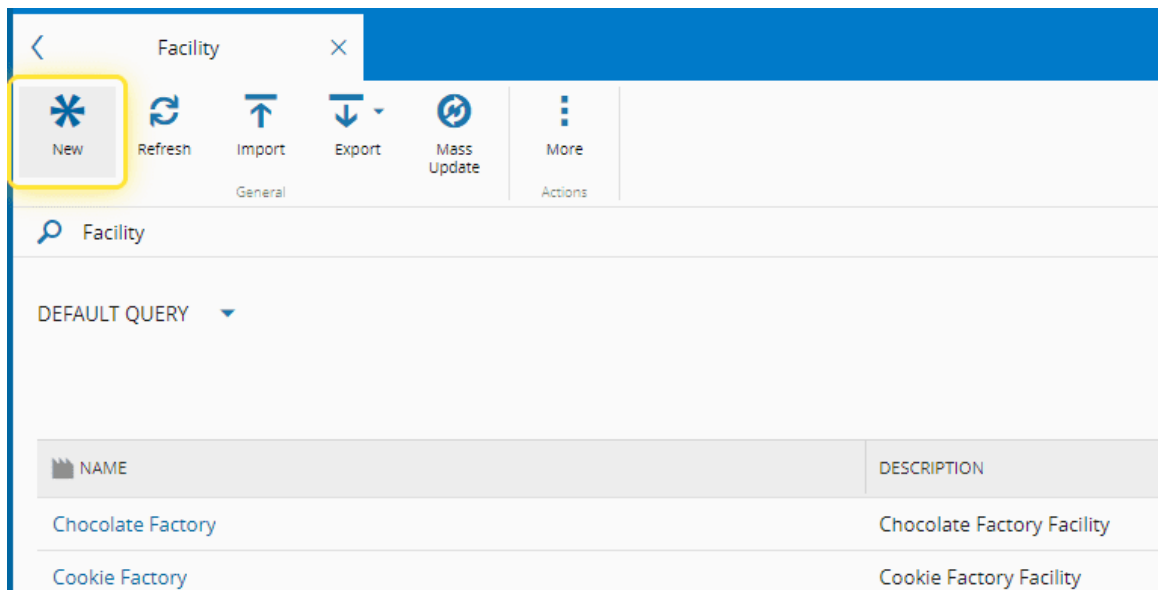 Facility
New
Refresh
Import
Export
Mass
Update
More
General
Actions
Facility
DEFAULT QUERY
NAME
DESCRIPTION
Chocolate Factory
Chocolate Factory Facility
Cookie Factory
Cookie Factory Facility